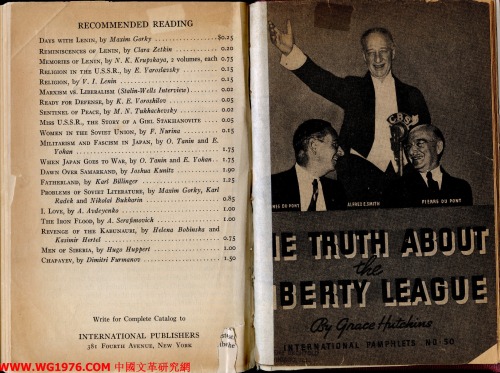 RECOMMENDED READING
DAYS WITH LENIN, by Maxim Gorky $0.25
REMINISCENCES OF LENIN, by Clara Zetkin 0.20
MEMORIES OF LENIN, by N. K. Krupskaya, 2 volumes, each 0.75
RELIGION IN THE U.S.S.R., by E. Yaroslavsky 0.25
RELIGION, by V. I. Lenin 0.15
MARXISM VS. LIBERALISM (Stalin-Wells Interview) 0.02
READY FOR DEFENSE, by K. E. Voroshilov 0.05
SENTINEL OF PEACE, by M. N. Tukhachevsky 0.02
MISS U.S.S.R., THE STORY OF A GIRL STAKHANOVITE 0.05
WOMEN IN THE SOVIET UNION, by F. Nurina 0.15
MILITARISM AND FASCISM IN JAPAN, by O. Tanin and E.
Yohan 1.75
WHEN JAPAN GOES TO WAR, by O. Tanin and E. Yohan 1.75
DAWN OVER SAMARKAND, by Joshua Kunitz 1.90
FATHERLAND, by Karl Billinger 1.25
PROBLEMS OF SOVIET LITERATURE, by Maxim Gorky, Karl
Radek and Nikolai Bukharin 0.85
I LOVE, by A. Avdeyenko 1.00
THE IRON FLOOD, by A. Serafimovich 1.00
REVENGE OF THE KABUNAURI, by Helena Bobinska and
Kasimir Hertel 0.75
MEN OF SIBERIA, by Hugo Huppert 1.00
CHAPAYEV, by Dimitri Furmanov 1.50
Write for Complete Catalog to
INTERNATIONAL PUBLISHERS
381 FOURTH AVENUE, NEW YORK
CBS
DU PONT
ALFRED E. SMITH
PIERRE DU PONT
HE TRUTH ABOUT
the
BERTY LEAGUE
By Grace Hutchins
INTERNATIONAL PAMPHLETS NO. 50
WWW.WG1976.COM 中國文革研究網